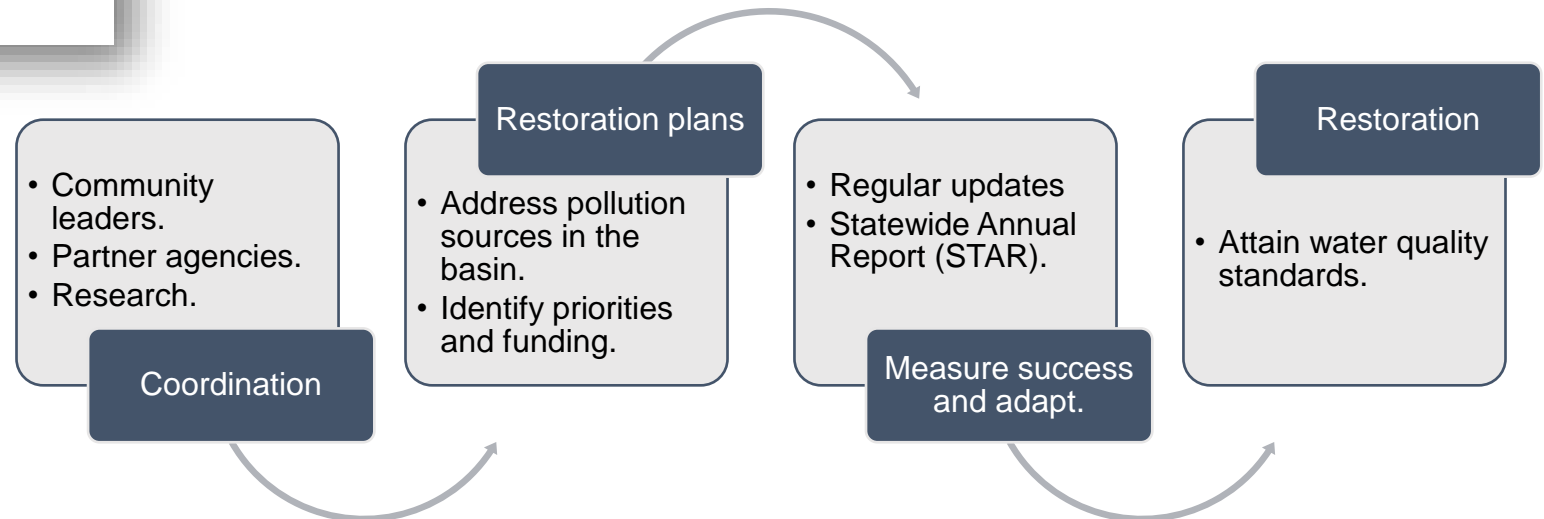 • Community
leaders.
• Partner agencies.
• Research.
Coordination
Restoration plans
• Address pollution
sources in the
basin.
• Identify priorities
and funding.
• Regular updates
• Statewide Annual
Report (STAR).
Measure success
and adapt.
Restoration
• Attain water quality
standards.